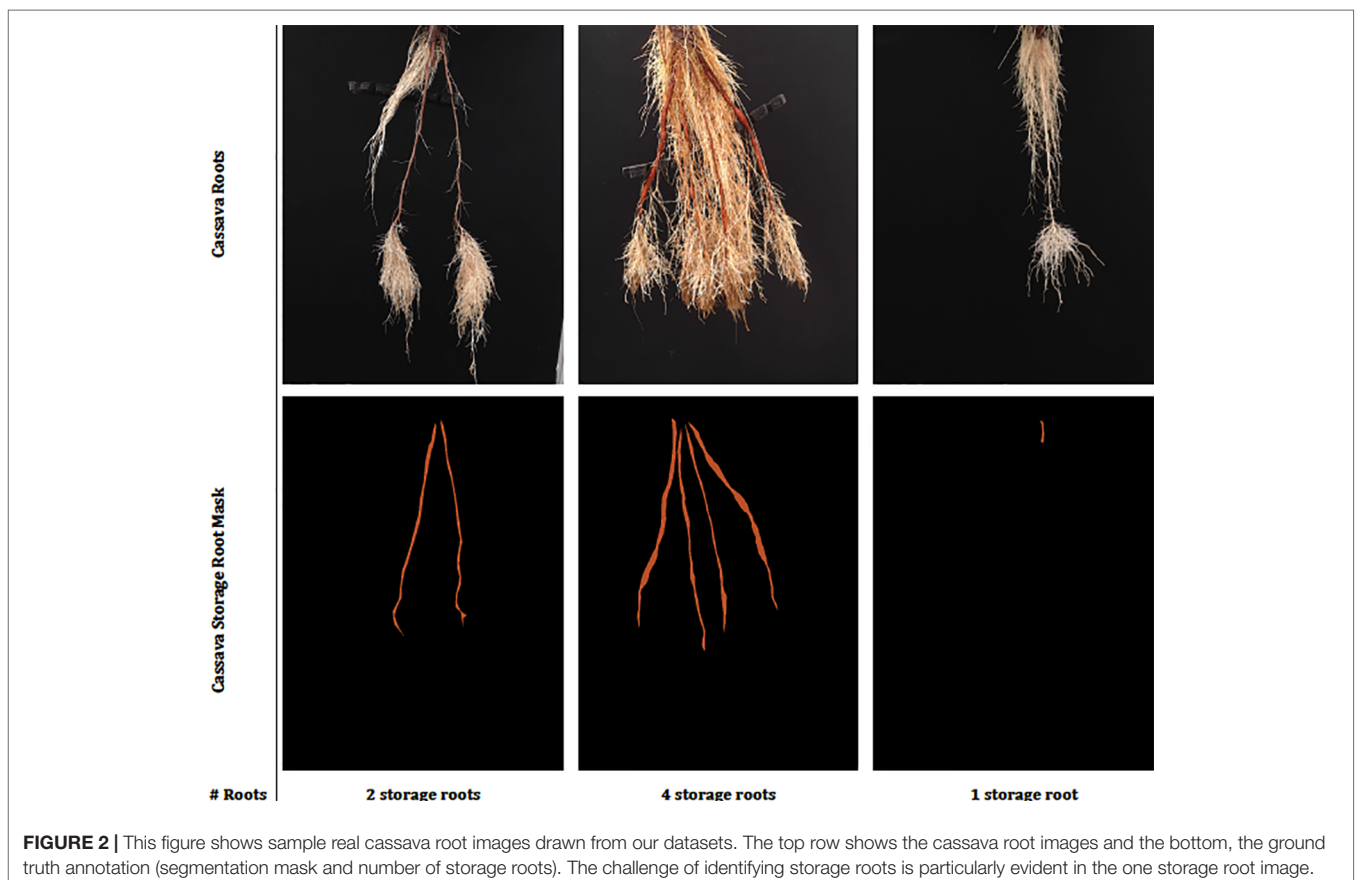 Cassava Roots
Cassava Storage Root Mask
# Roots 2 storage roots 4 storage roots 1 storage root
FIGURE 2 | This figure shows sample real cassava root images drawn from our datasets. The top row shows the cassava root images and the bottom, the ground
truth annotation (segmentation mask and number of storage roots). The challenge of identifying storage roots is particularly evident in the one storage root image.